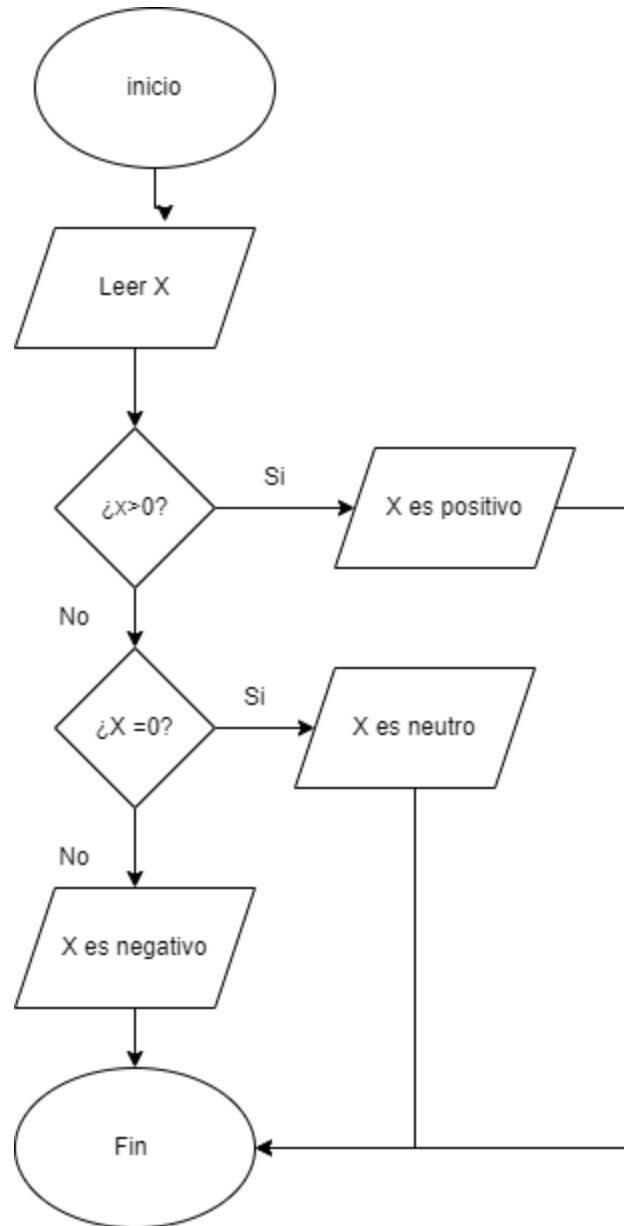 inicio
Leer X
¿x>0?
Si
X es positivo
No
¿X =0?
Si
X es neutro
No
X es negativo
Fin